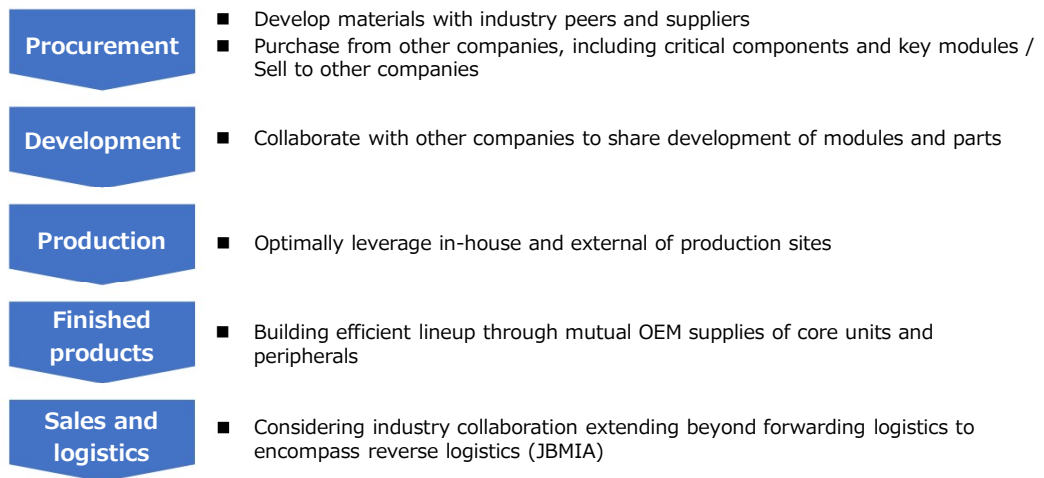 Procurement
■ Develop materials with industry peers and suppliers
■ Purchase from other companies, including critical components and key modules /
Sell to other companies
Development
■ Collaborate with other companies to share development of modules and parts
Production
■ Optimally leverage in-house and external of production sites
Finished
products
■ Building efficient lineup through mutual OEM supplies of core units and
peripherals
Sales and
logistics
■ Considering industry collaboration extending beyond forwarding logistics to
encompass reverse logistics (JBMIA)